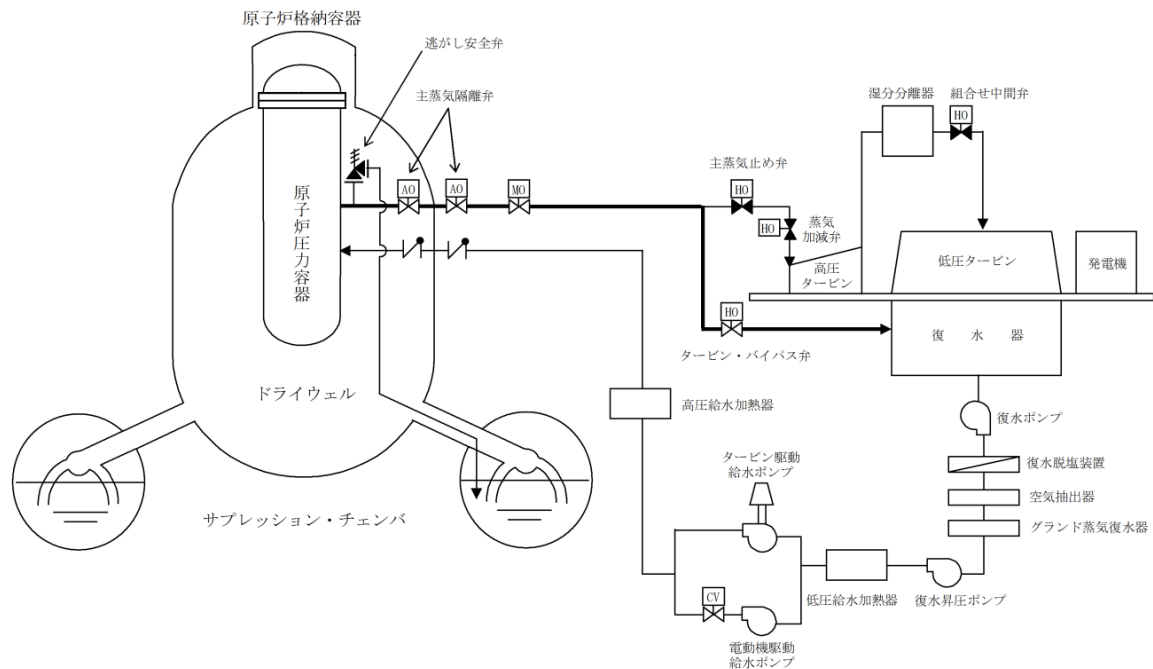 原子炉格納容器
逃がし安全弁
主蒸気隔離弁
湿分分離器
組合せ中間弁
HO
主蒸気止め弁
AO
AO
MO
HO
HO
蒸気
加減弁
原子炉圧力容器
高圧
タービン
低圧タービン
発電機
HO
復水器
タービン・バイパス弁
ドライウェル
高圧給水加熱器
復水ポンプ
タービン駆動
給水ポンプ
復水脱塩装置
空気抽出器
サプレッション・チェンバ
グランド蒸気復水器
CV
低圧給水加熱器
復水昇圧ポンプ
電動機駆動
給水ポンプ